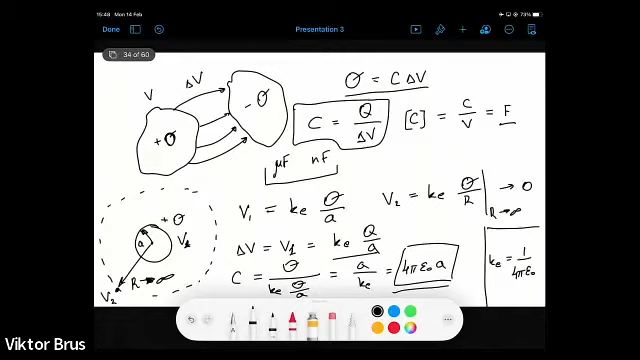 15:48 Mon 14 Feb
73%
Done
Presentation 3
34 of 60
V ΔV
+Q
-Q
Q = C ΔV
C = Q/ΔV
[C] = C/V = F
μF nF
+Q
a
V₁
R → ∞
V₂
V₁ = kₑ Q/a
V₂ = kₑ Q/R | R→∞ → 0
ΔV = V₁ = kₑ Q/a
C = Q/(kₑ Q/a) = a/kₑ = 4πε₀ a
kₑ = 1/4πε₀
Viktor Brus